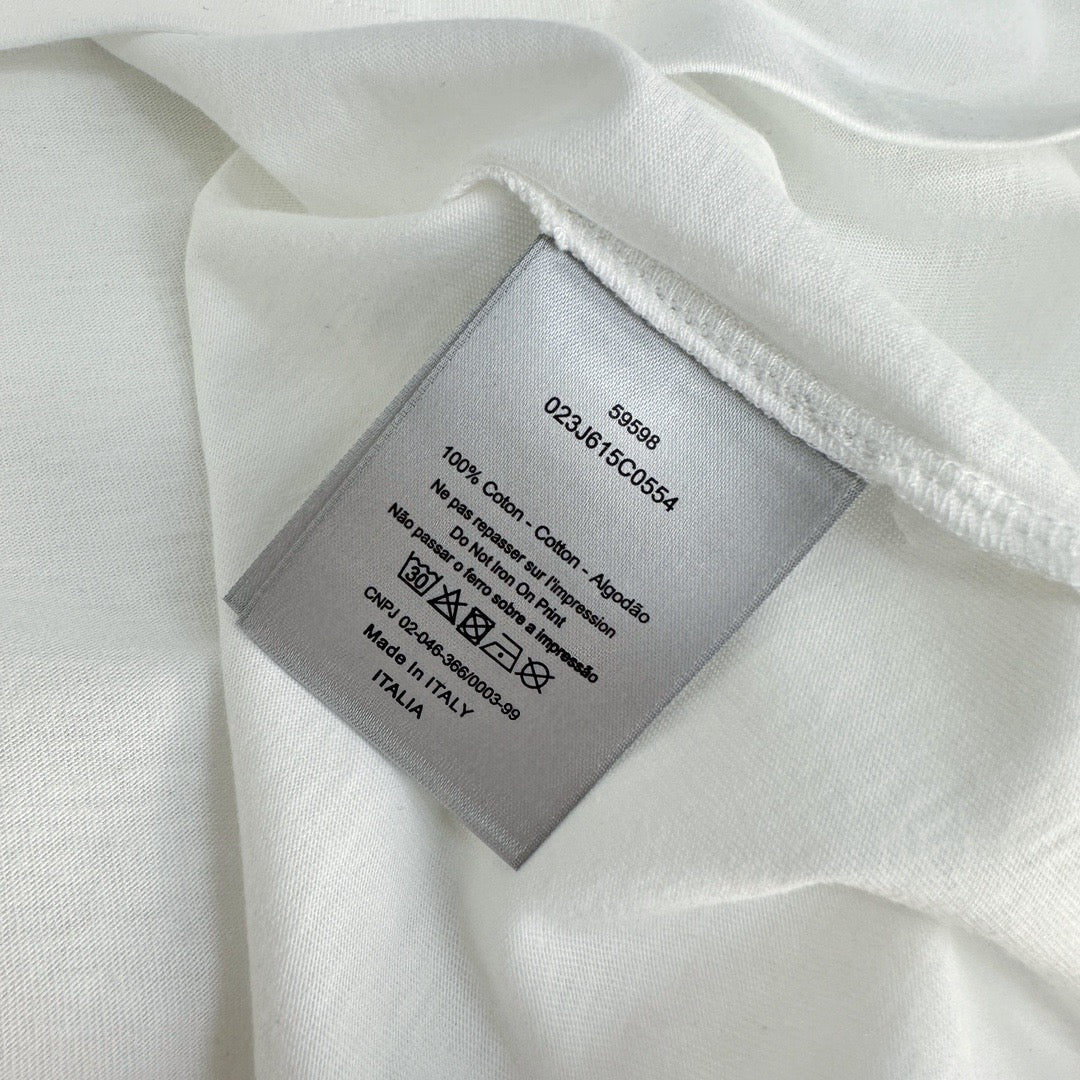 59598
023J615C0554
100% Coton - Cotton - Algodão
Ne pas repasser sur l'impression
Do Not Iron On Print
Não passar o ferro sobre a impressão
30
CNPJ 02-046-366/0003-99
Made In ITALY
ITALIA